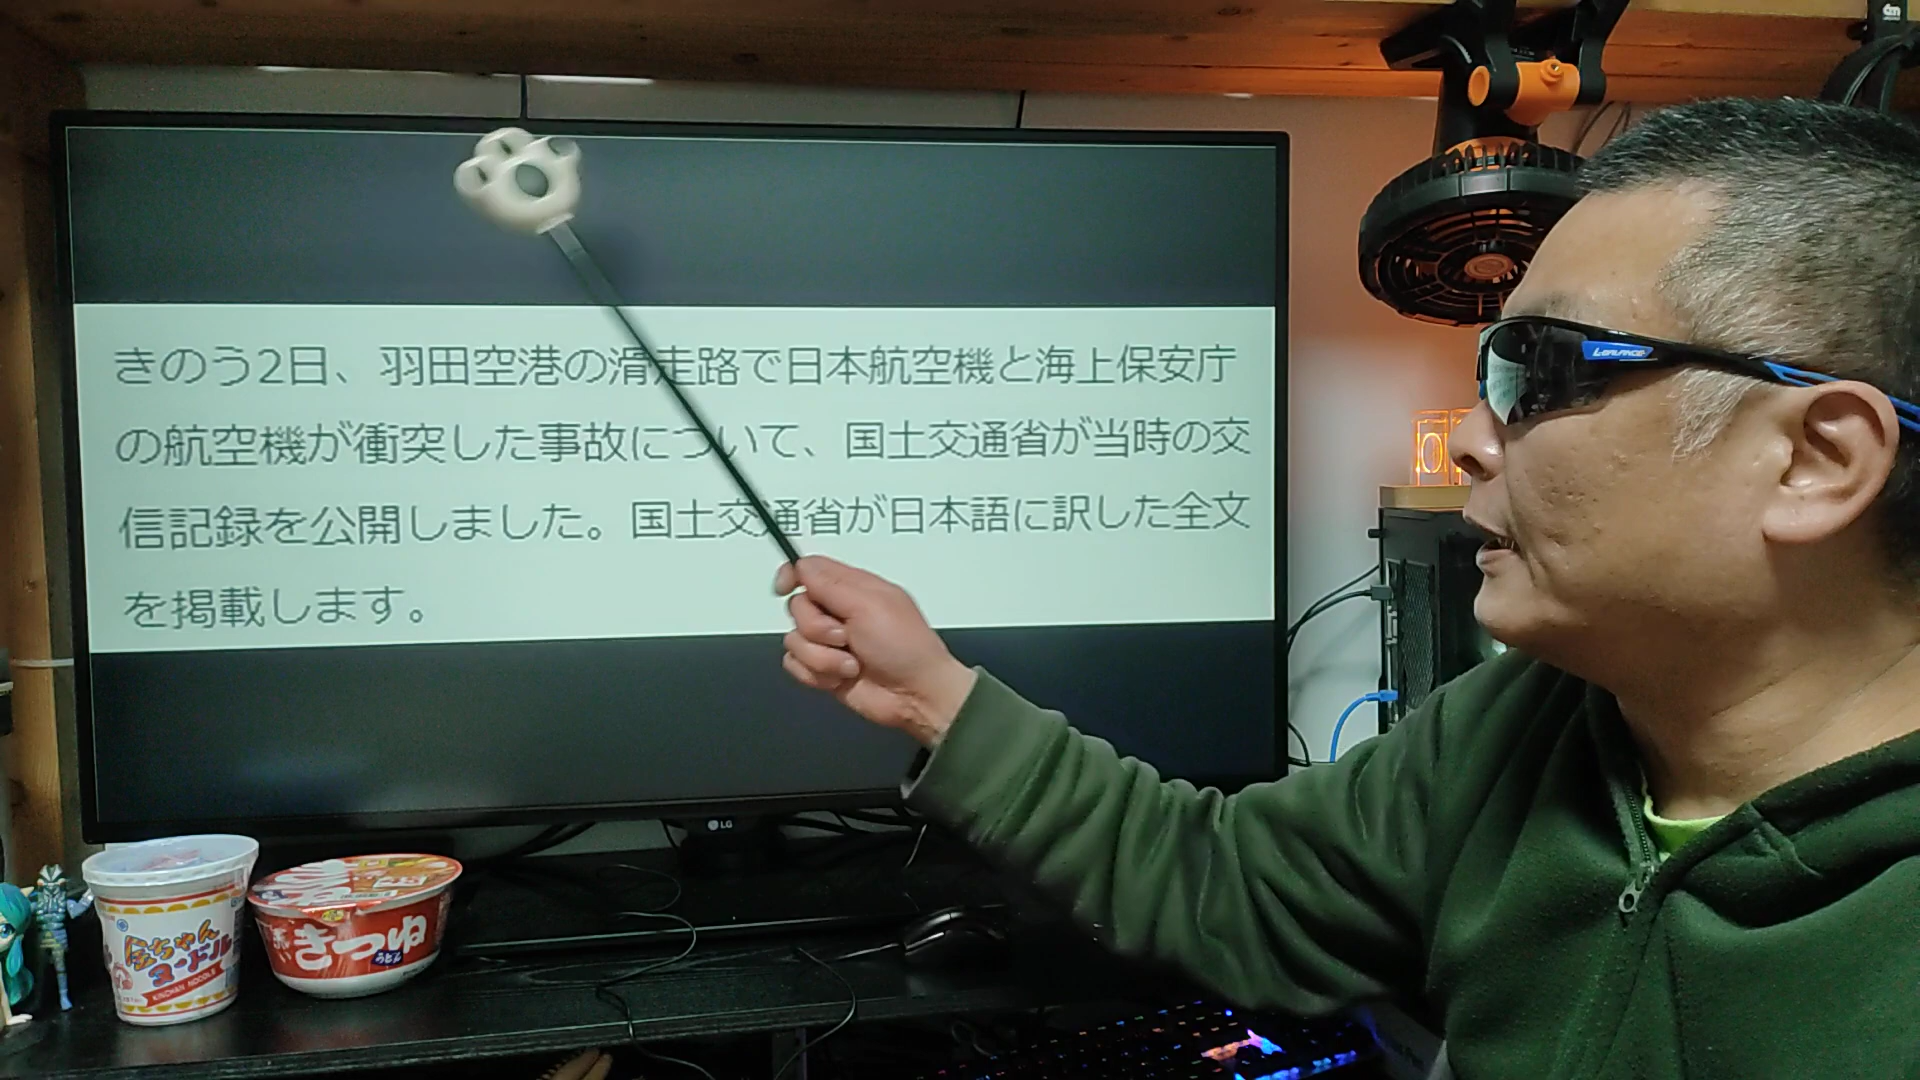 きのう2日、羽田空港の滑走路で日本航空機と海上保安庁
の航空機が衝突した事故について、国土交通省が当時の交
信記録を公開しました。国土交通省が日本語に訳した全文
を掲載します。
L-BALANCE
LG
金ちゃん
ヌードル
KINCHAN NOODLE
赤い
きつね
うどん